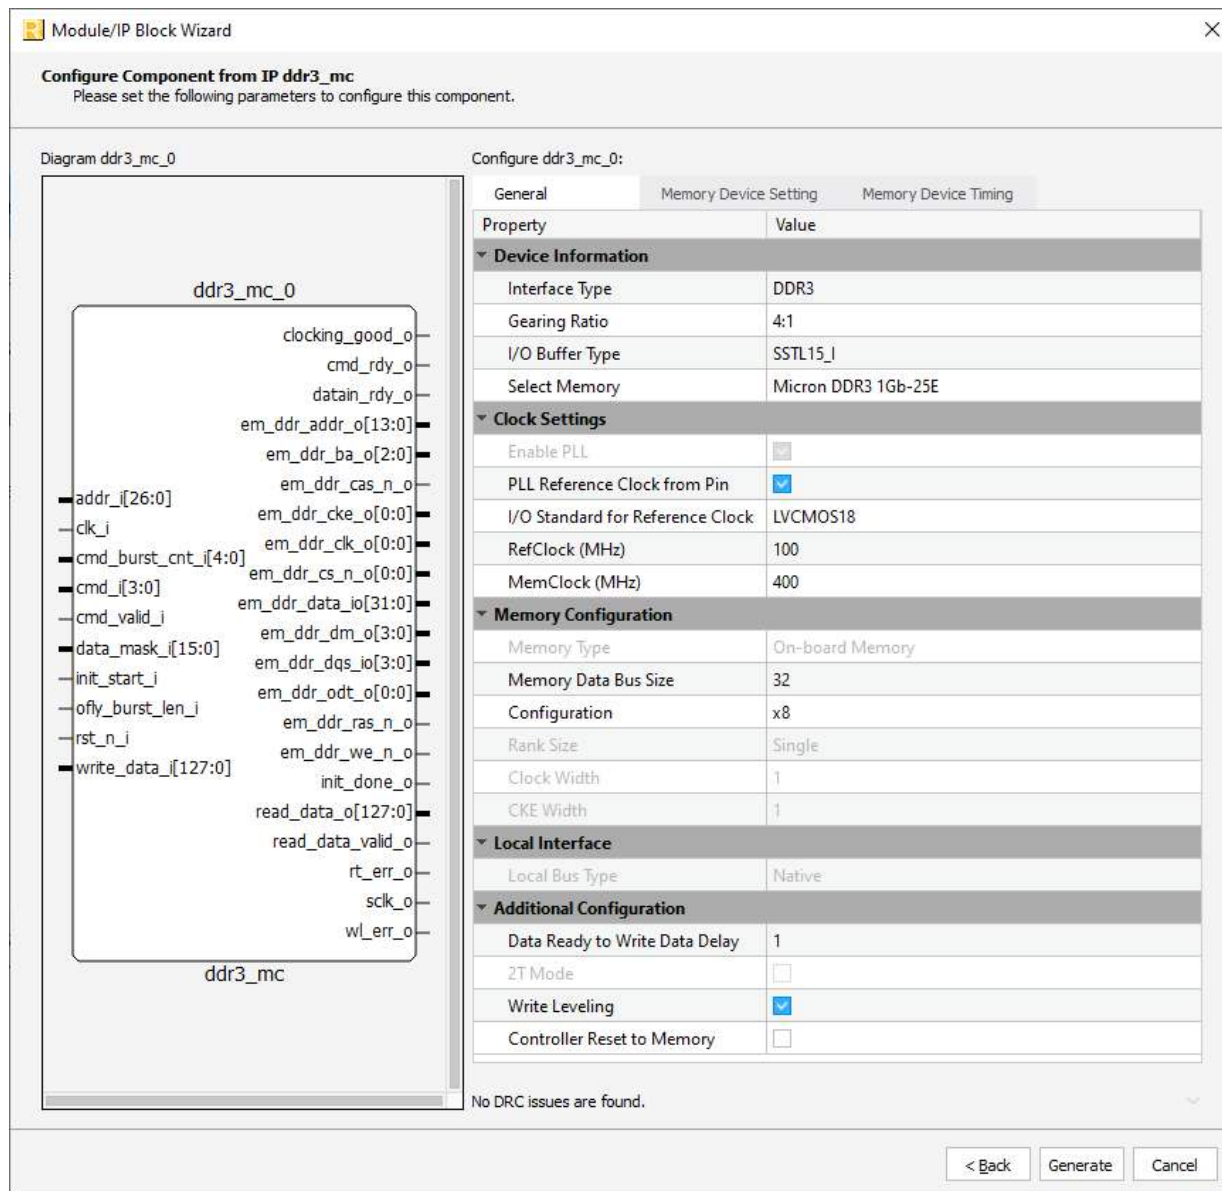 Module/IP Block Wizard
Configure Component from IP ddr3_mc
Please set the following parameters to configure this component.
Diagram ddr3_mc_0
ddr3_mc_0
clocking_good_o
cmd_rdy_o
datain_rdy_o
em_ddr_addr_o[13:0]
em_ddr_ba_o[2:0]
em_ddr_cas_n_o
addr_i[26:0]
em_ddr_cke_o[0:0]
clk_i
em_ddr_clk_o[0:0]
cmd_burst_cnt_i[4:0]
em_ddr_cs_n_o[0:0]
cmd_i[3:0]
em_ddr_data_io[31:0]
cmd_valid_i
em_ddr_dm_o[3:0]
data_mask_i[15:0]
em_ddr_dqs_io[3:0]
init_start_i
em_ddr_odt_o[0:0]
ofly_burst_len_i
em_ddr_ras_n_o
rst_n_i
em_ddr_we_n_o
write_data_i[127:0]
init_done_o
read_data_o[127:0]
read_data_valid_o
rt_err_o
sclk_o
wl_err_o
ddr3_mc
Configure ddr3_mc_0:
General Memory Device Setting Memory Device Timing
Property Value
Device Information
Interface Type DDR3
Gearing Ratio 4:1
I/O Buffer Type SSTL15_I
Select Memory Micron DDR3 1Gb-25E
Clock Settings
Enable PLL
PLL Reference Clock from Pin
I/O Standard for Reference Clock LVCMOS18
RefClock (MHz) 100
MemClock (MHz) 400
Memory Configuration
Memory Type On-board Memory
Memory Data Bus Size 32
Configuration x8
Rank Size Single
Clock Width 1
CKE Width 1
Local Interface
Local Bus Type Native
Additional Configuration
Data Ready to Write Data Delay 1
2T Mode
Write Leveling
Controller Reset to Memory
No DRC issues are found.
< Back Generate Cancel